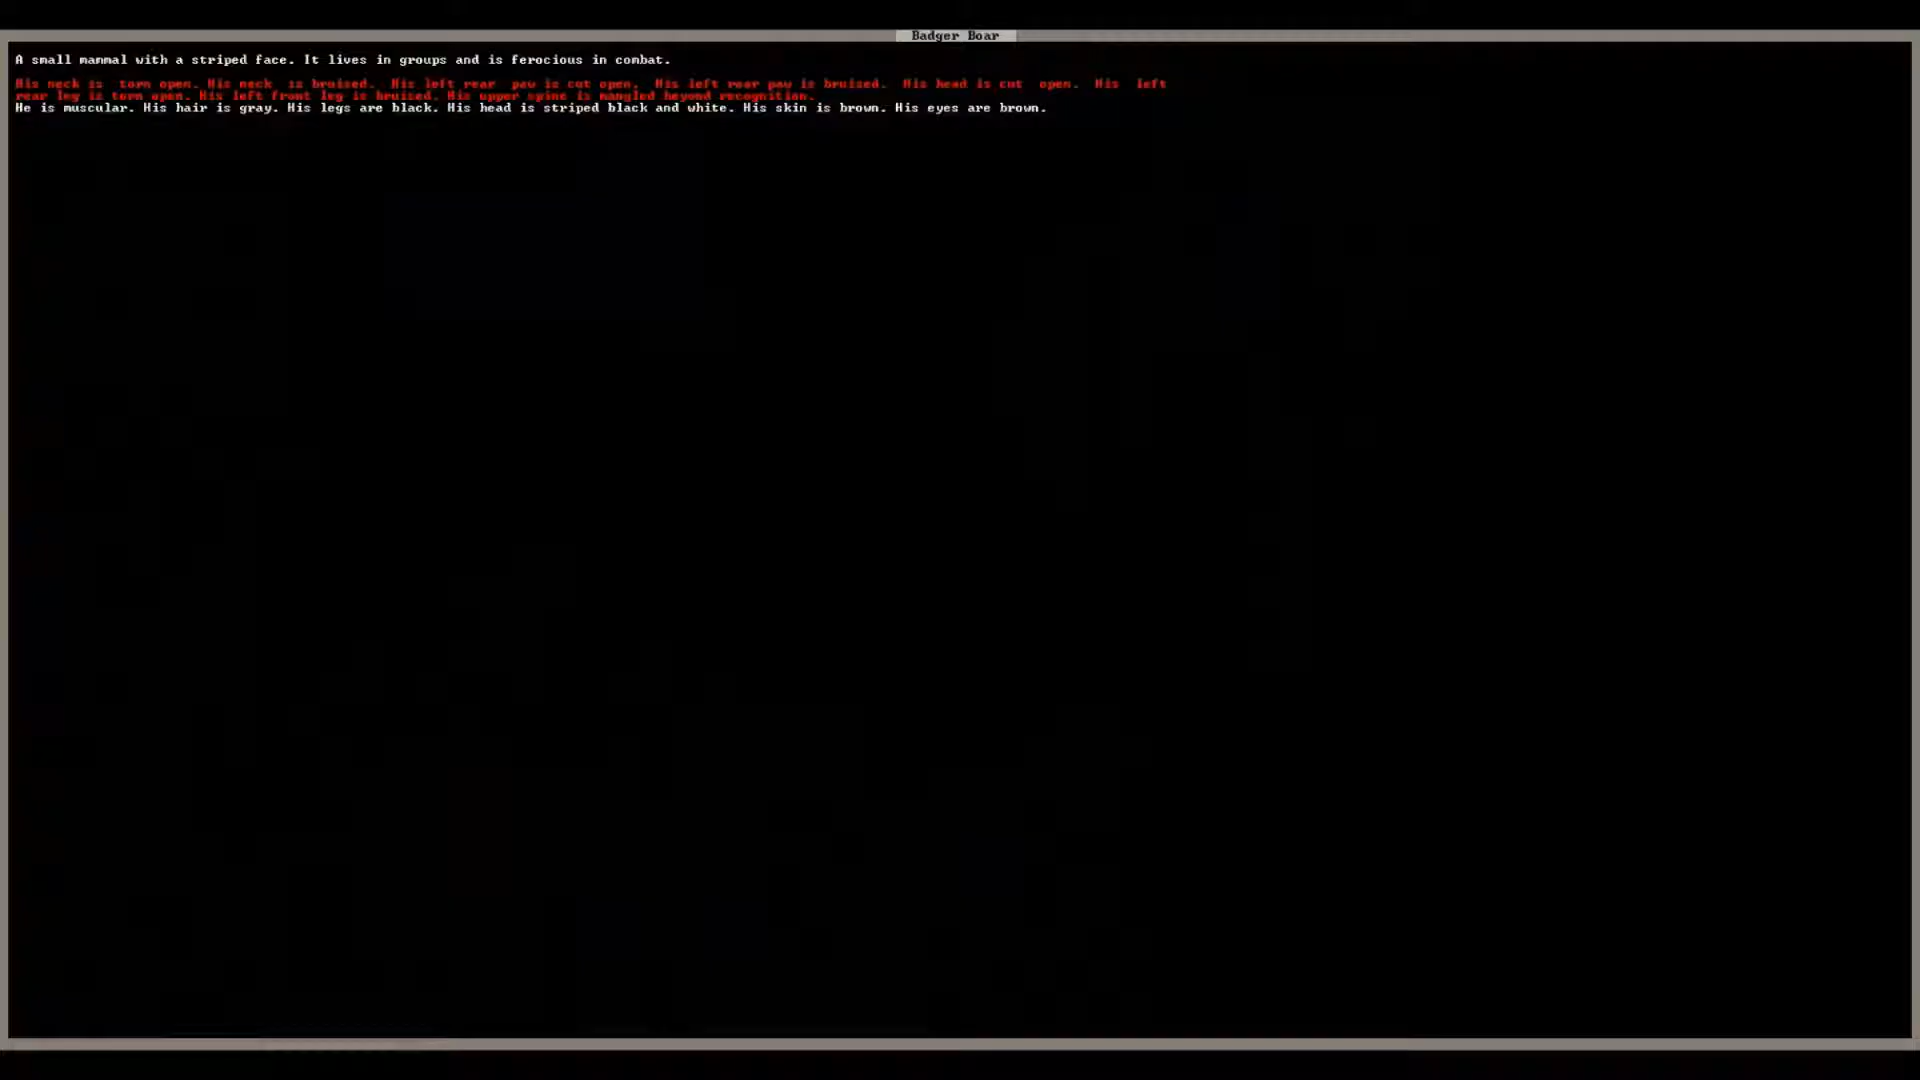 Badger Boar
A small mammal with a striped face. It lives in groups and is ferocious in combat.
His neck is torn open. His neck is bruised. His left rear paw is cut open. His left rear paw is bruised. His head is cut open. His left
rear leg is torn open. His left front leg is bruised. His upper spine is mangled beyond recognition.
He is muscular. His hair is gray. His legs are black. His head is striped black and white. His skin is brown. His eyes are brown.